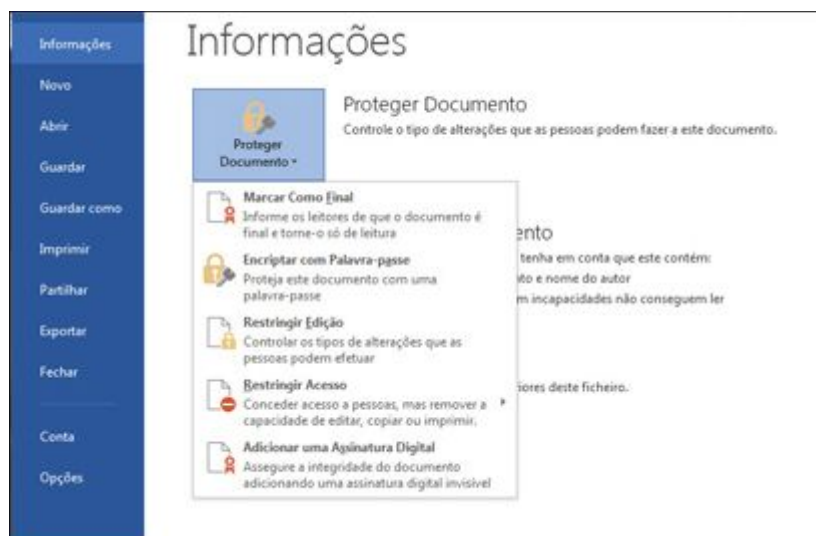 Informações
Novo
Abrir
Guardar
Guardar como
Imprimir
Partilhar
Exportar
Fechar
Conta
Opções
Informações
Proteger
Documento
Proteger Documento
Controle o tipo de alterações que as pessoas podem fazer a este documento.
Marcar Como Final
Informe os leitores de que o documento é
final e torne-o só de leitura
Encriptar com Palavra-passe
Proteja este documento com uma
palavra-passe
Restringir Edição
Controlar os tipos de alterações que as
pessoas podem efetuar
Restringir Acesso
Conceder acesso a pessoas, mas remover a
capacidade de editar, copiar ou imprimir.
Adicionar uma Assinatura Digital
Assegure a integridade do documento
adicionando uma assinatura digital invisível
ento
tenha em conta que este contém:
nto e nome do autor
m incapacidades não conseguem ler
riores deste ficheiro.